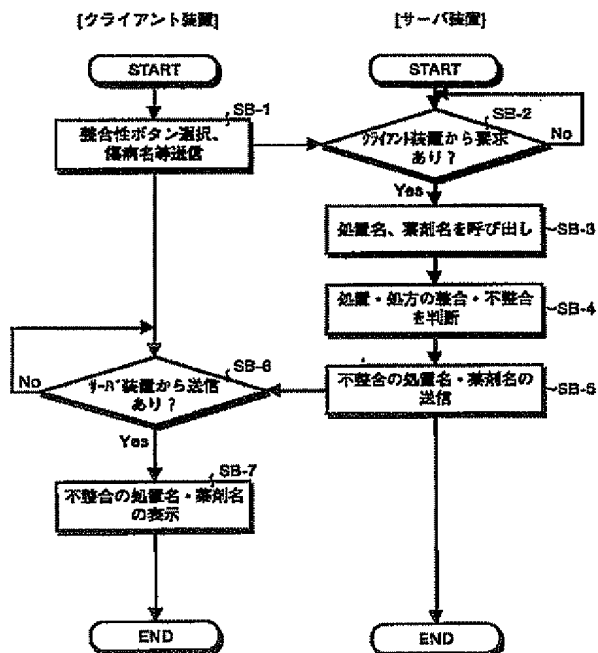 [クライアント装置]
START
SB-1
整合性ボタン選択、
傷病名等送信
No
SB-6
サーバ装置から送信
あり?
Yes
SB-7
不整合の処置名・薬剤名
の表示
END
[サーバ装置]
START
SB-2
クライアント装置から要求
あり?
No
Yes
処置名、薬剤名を呼び出し
SB-3
処置・処方の整合・不整合
を判断
SB-4
不整合の処置名・薬剤名の
送信
SB-5
END